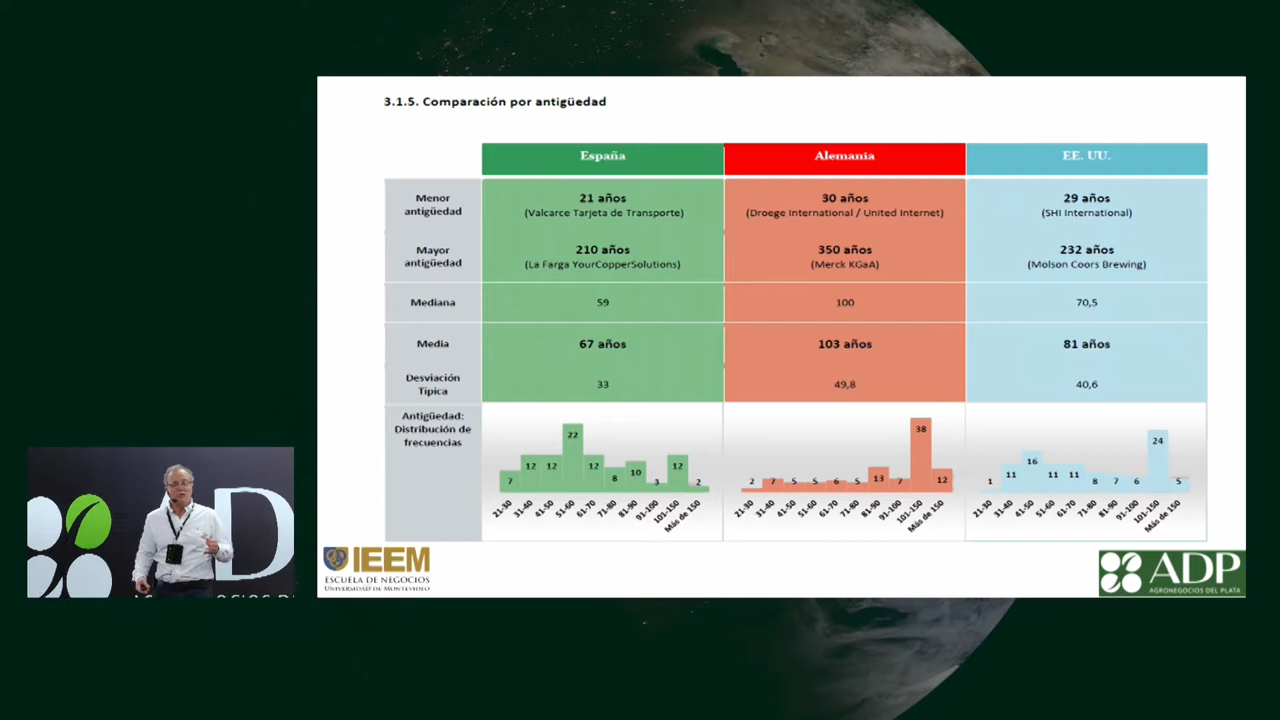 3.1.5. Comparación por antigüedad
España
Alemania
EE. UU.
Menor
antigüedad
21 años
(Valcarce Tarjeta de Transporte)
30 años
(Droege International / United Internet)
29 años
(SHI International)
Mayor
antigüedad
210 años
(La Farga YourCopperSolutions)
350 años
(Merck KGaA)
232 años
(Molson Coors Brewing)
Mediana
59
100
70,5
Media
67 años
103 años
81 años
Desviación
Tipica
33
49,8
40,6
Antigüedad:
Distribución de
frecuencias
7
12
12
22
12
8
10
3
12
2
21-30
31-40
41-50
51-60
61-70
71-80
81-90
91-100
101-150
Más de 150
2
7
5
5
6
5
13
7
38
12
21-30
31-40
41-50
51-60
61-70
71-80
81-90
91-100
101-150
Más de 150
1
11
16
11
11
8
7
6
24
5
21-30
31-40
41-50
51-60
61-70
71-80
81-90
91-100
101-150
Más de 150
IEEM
ESCUELA DE NEGOCIOS
UNIVERSIDAD DE MONTEVIDEO
ADP
AGRONEGOCIOS DEL PLATA